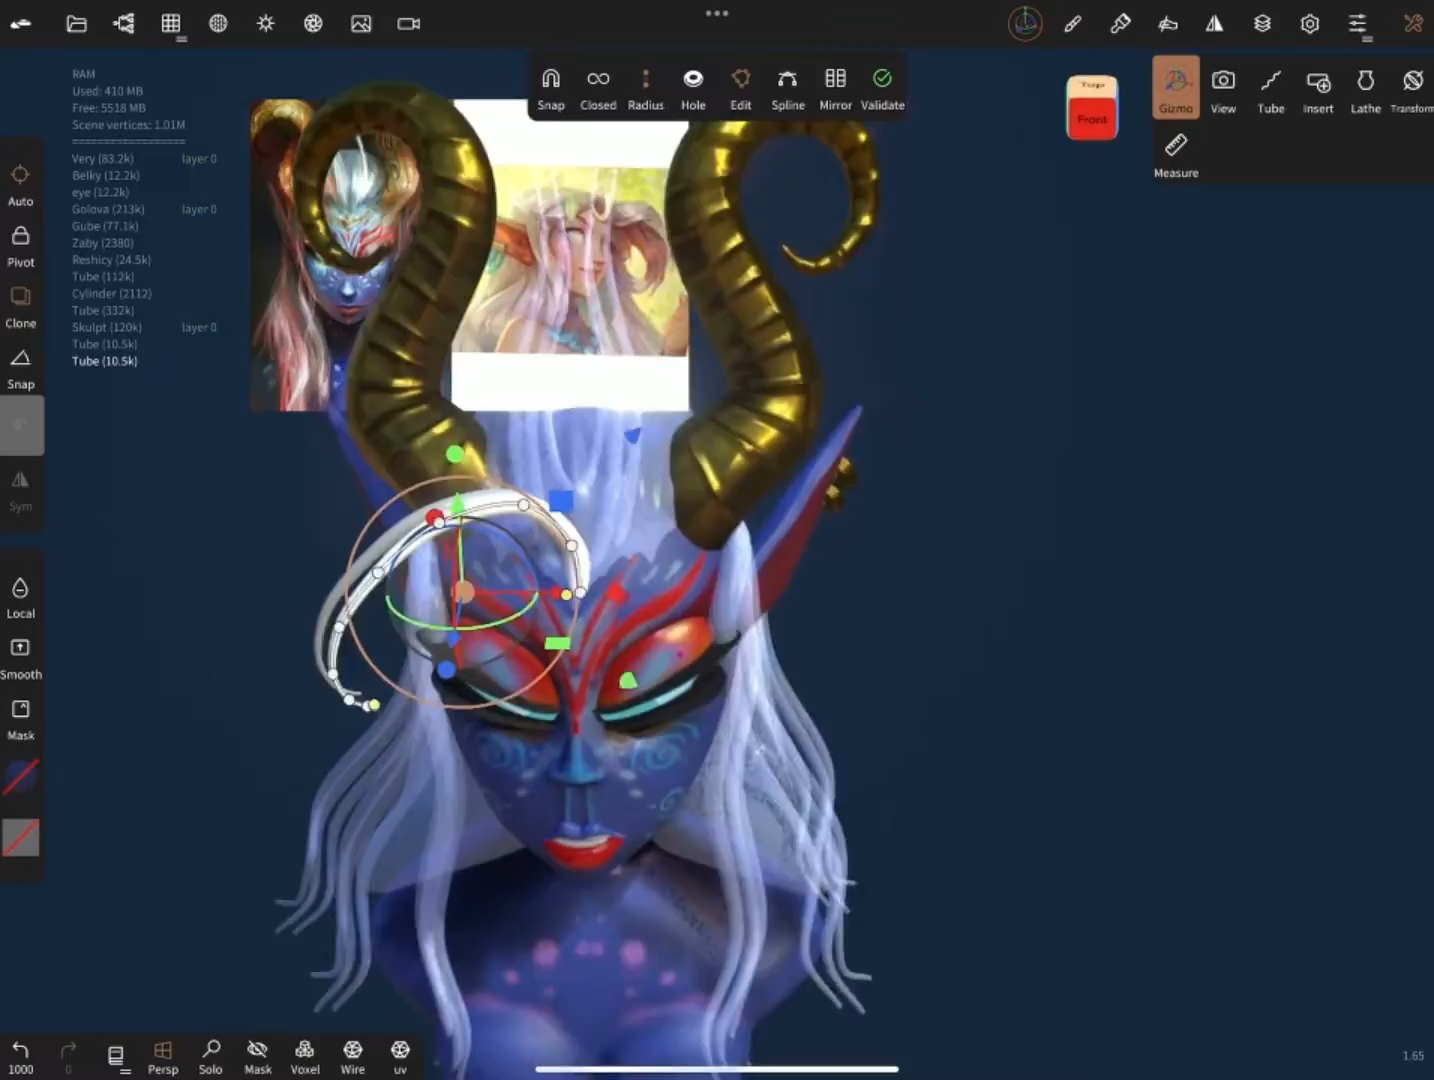 RAM
Used: 410 MB
Free: 5518 MB
Scene vertices: 1.01M
==================
Very (83.2k) layer 0
Belky (12.2k)
eye (12.2k)
Golova (213k) layer 0
Gube (77.1k)
Zaby (2380)
Reshicy (24.5k)
Tube (112k)
Cylinder (2112)
Tube (332k)
Skulpt (120k) layer 0
Tube (10.5k)
Tube (10.5k)
Snap Closed Radius Hole Edit Spline Mirror Validate
Front
Gizmo View Tube Insert Lathe Transform
Measure
Auto
Pivot
Clone
Snap
Sym
Local
Smooth
Mask
1000 0 Persp Solo Mask Voxel Wire uv
1.65